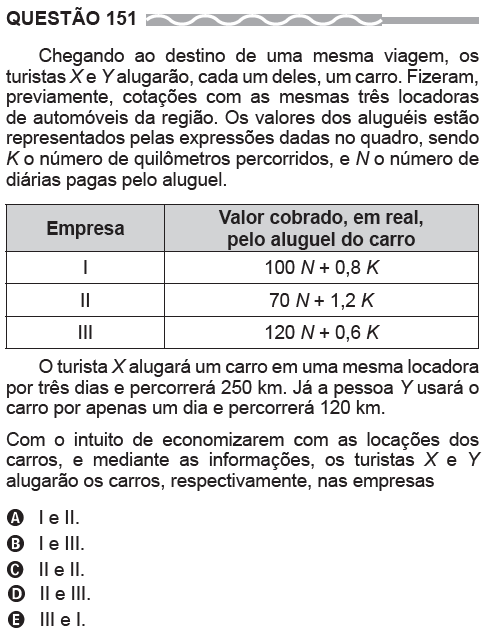 QUESTÃO 151
Chegando ao destino de uma mesma viagem, os
turistas X e Y alugarão, cada um deles, um carro. Fizeram,
previamente, cotações com as mesmas três locadoras
de automóveis da região. Os valores dos aluguéis estão
representados pelas expressões dadas no quadro, sendo
K o número de quilômetros percorridos, e N o número de
diárias pagas pelo aluguel.
Empresa
Valor cobrado, em real,
pelo aluguel do carro
I
100 N + 0,8 K
II
70 N + 1,2 K
III
120 N + 0,6 K
O turista X alugará um carro em uma mesma locadora
por três dias e percorrerá 250 km. Já a pessoa Y usará o
carro por apenas um dia e percorrerá 120 km.
Com o intuito de economizarem com as locações dos
carros, e mediante as informações, os turistas X e Y
alugarão os carros, respectivamente, nas empresas
A I e II.
B I e III.
C II e II.
D II e III.
E III e I.